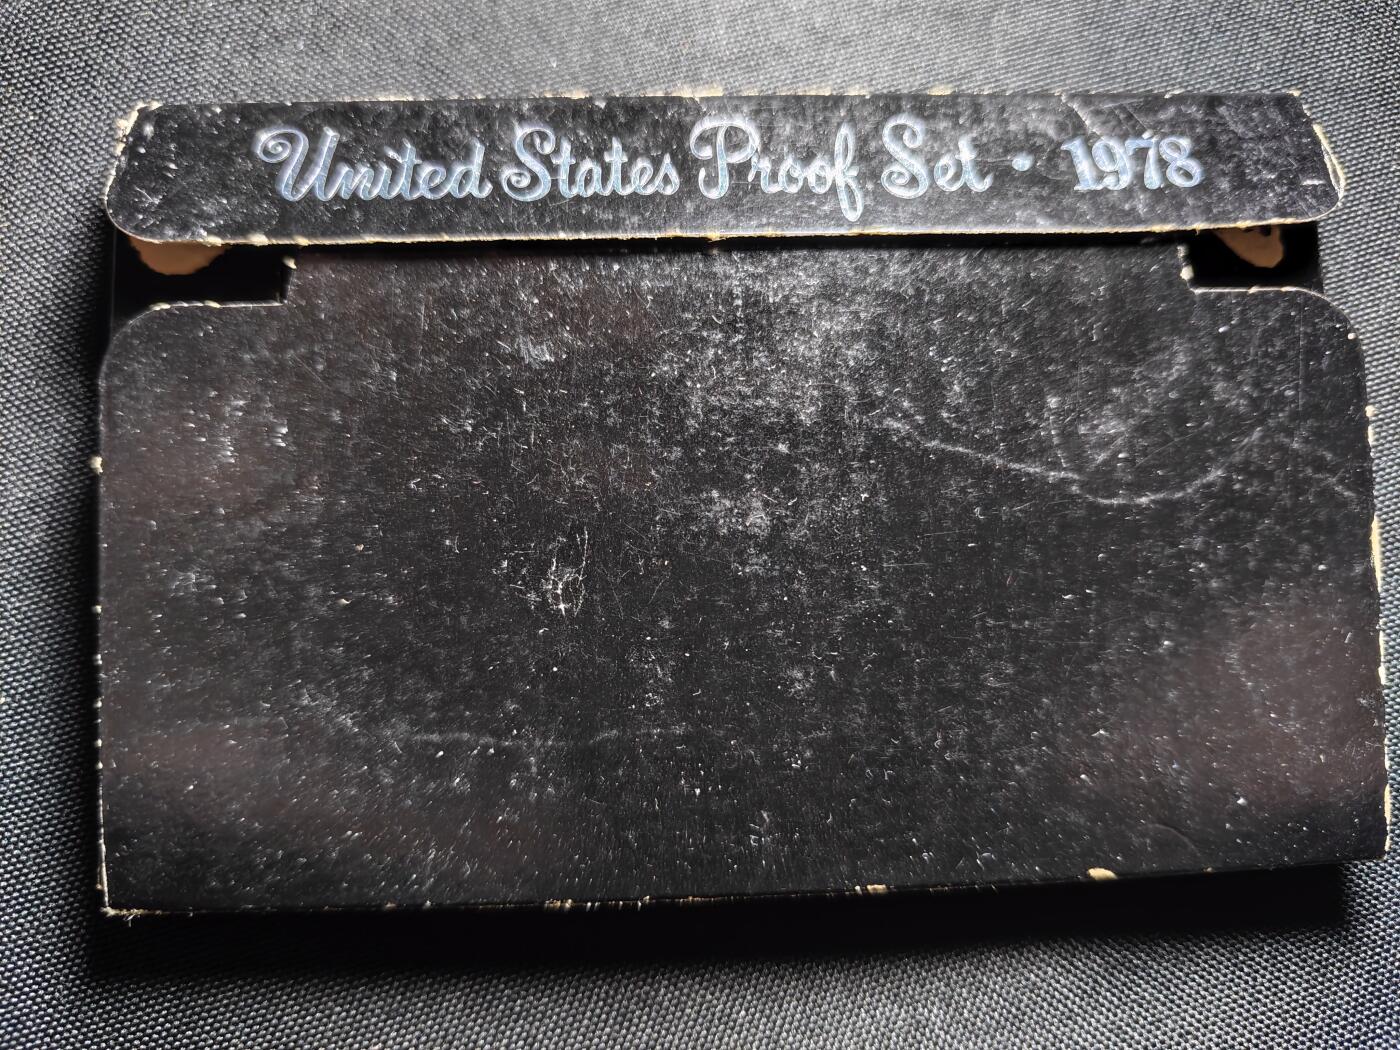 United States Proof Set • 1978